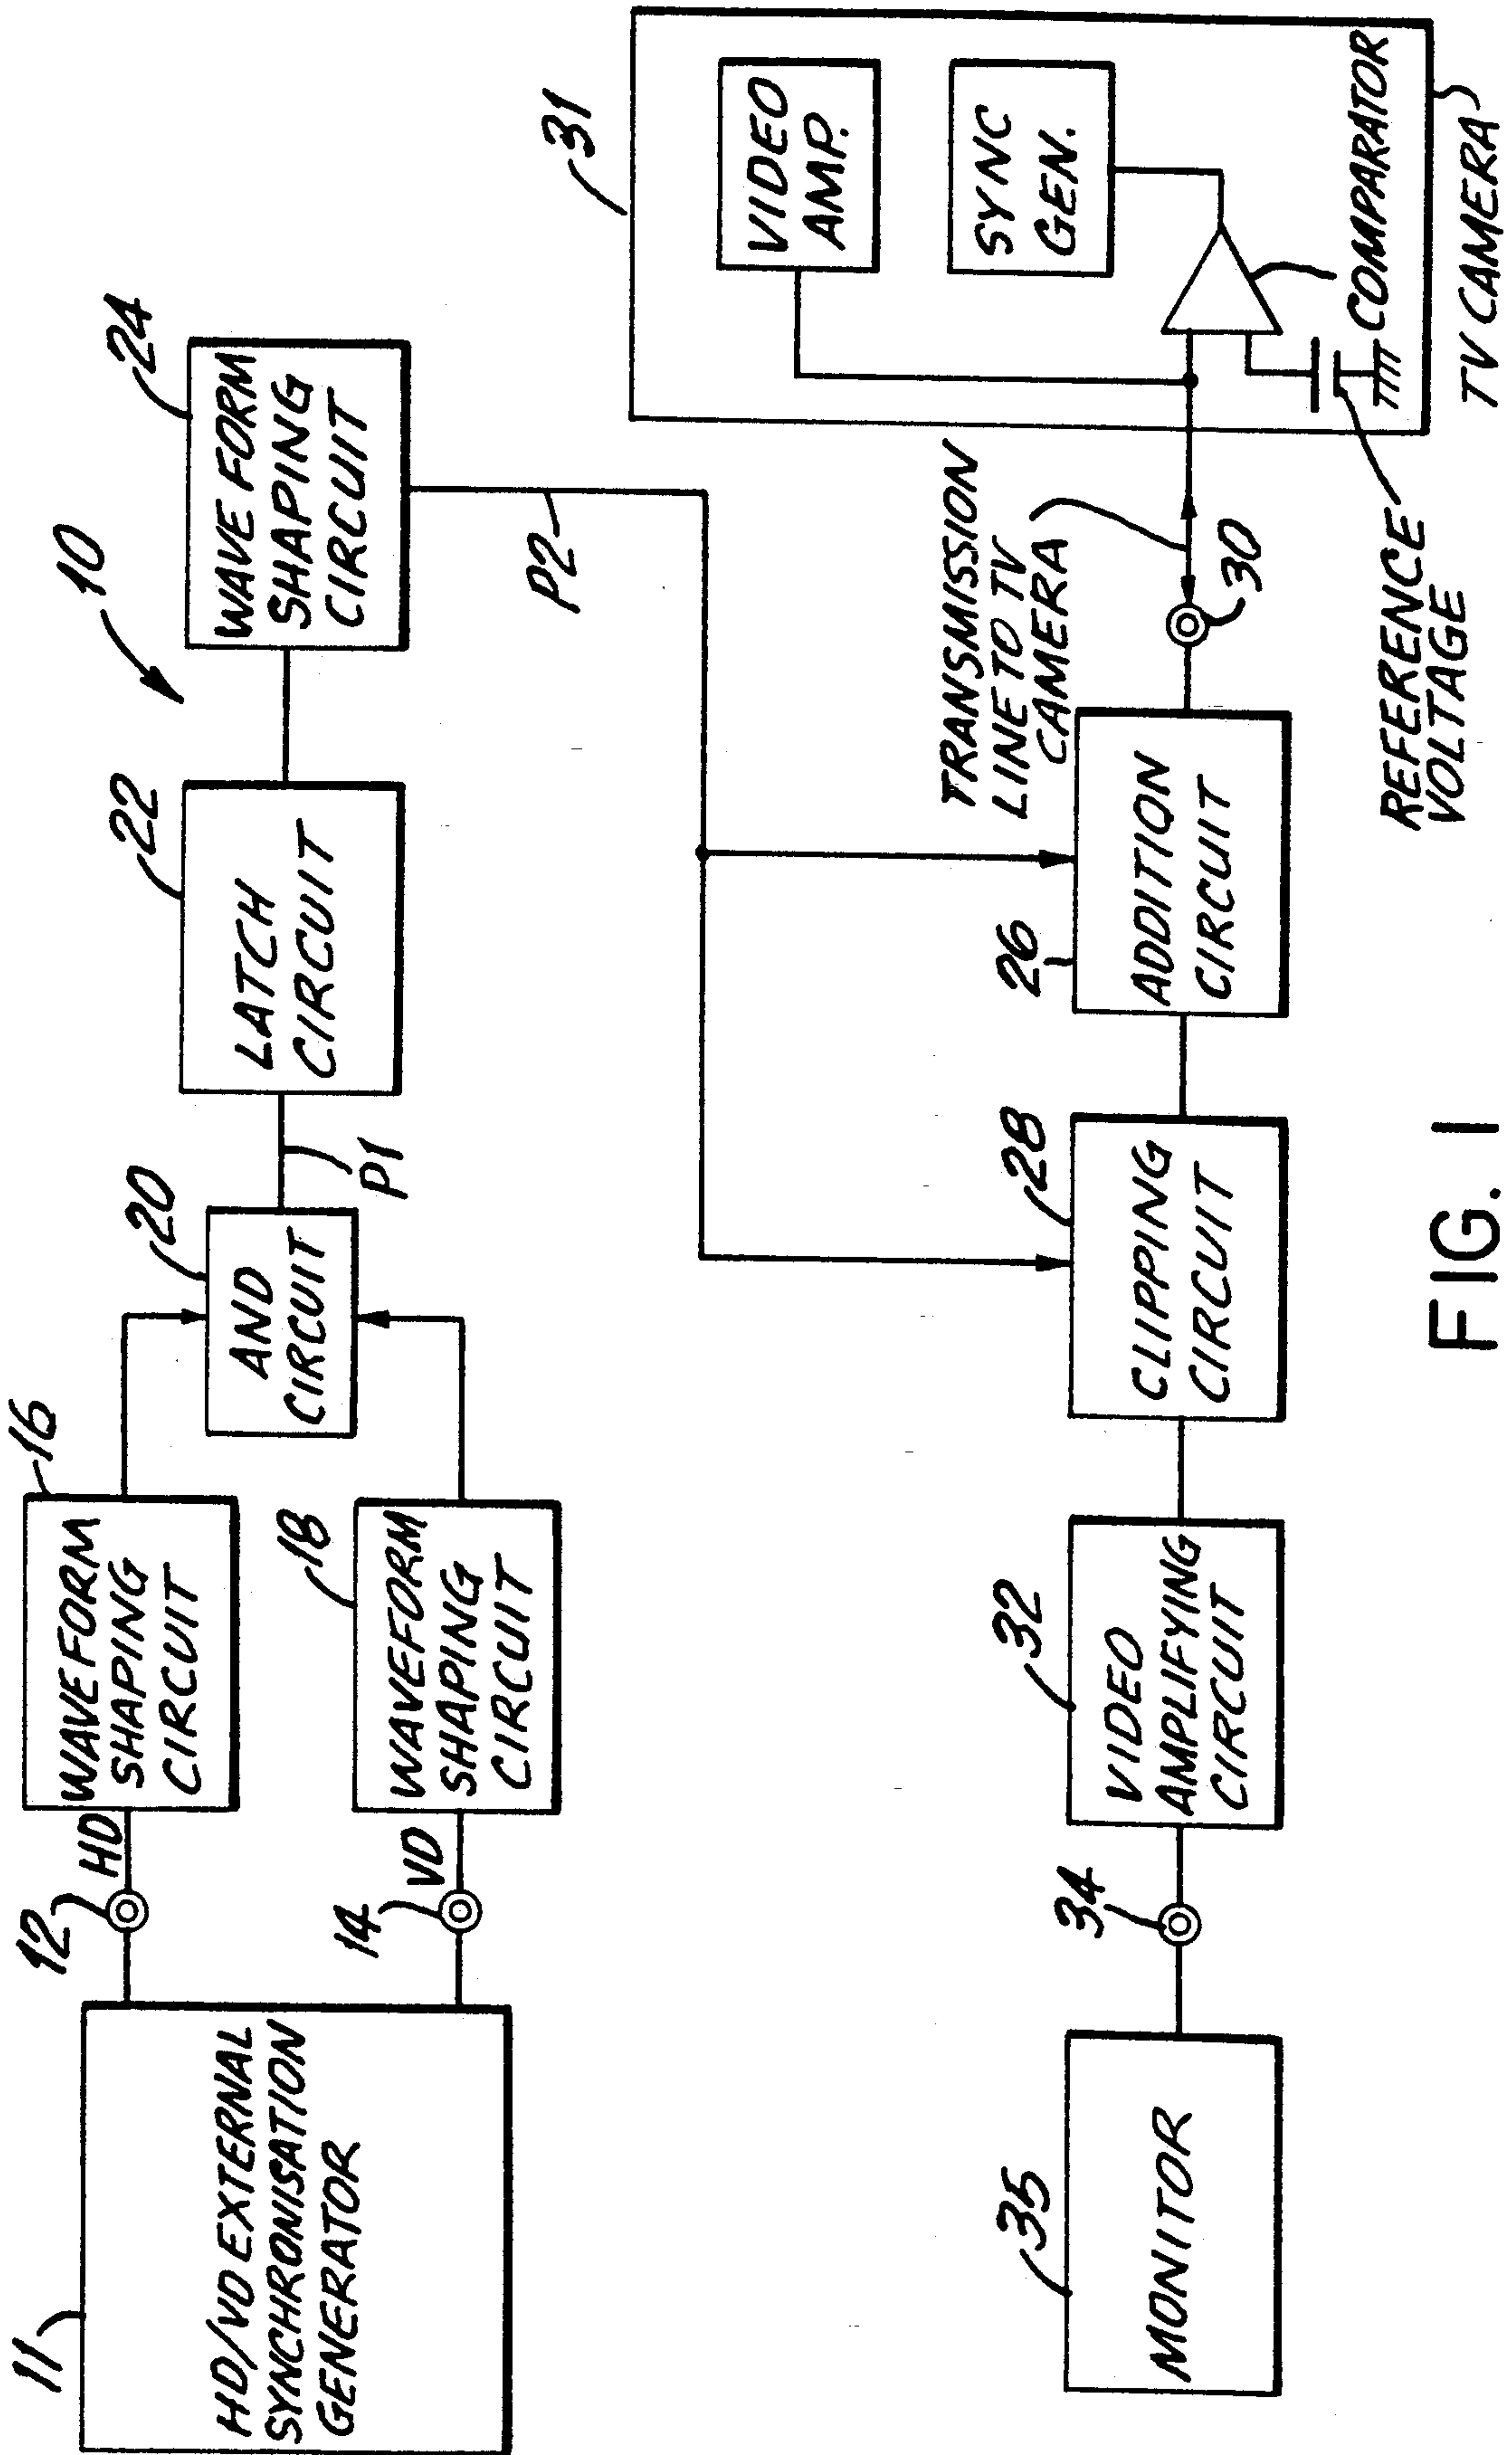 10
11
HD/VD EXTERNAL
SYNCHRONISATION
GENERATOR
12
HD
14
VD
16
WAVEFORM
SHAPING
CIRCUIT
18
WAVEFORM
SHAPING
CIRCUIT
20
AND
CIRCUIT
P1
22
LATCH
CIRCUIT
24
WAVE FORM
SHAPING
CIRCUIT
P2
31
VIDEO
AMP.
SYNC
GEN.
COMPARATOR
TV CAMERA
REFERENCE
VOLTAGE
TRANSMISSION
LINE TO TV
CAMERA
30
26
ADDITION
CIRCUIT
28
CLIPPING
CIRCUIT
32
VIDEO
AMPLIFYING
CIRCUIT
34
35
MONITOR
FIG. 1